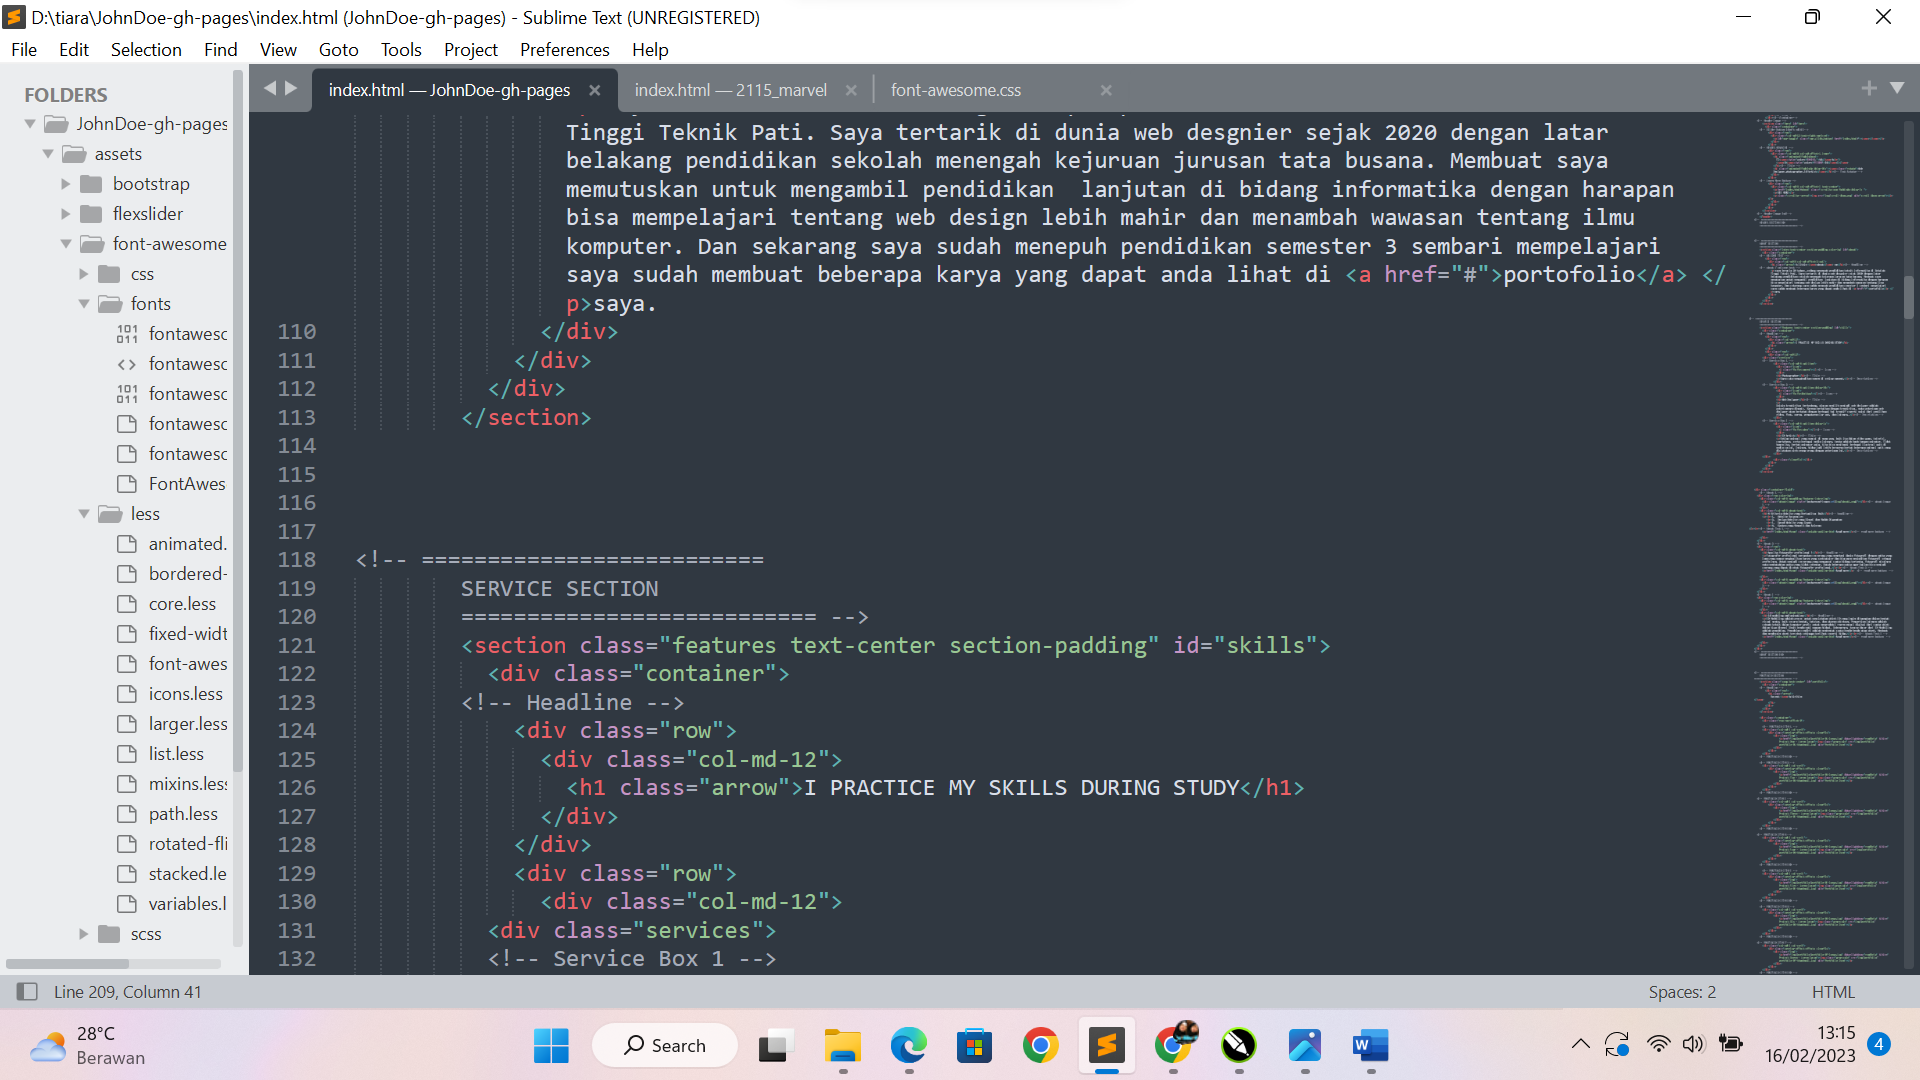 D:\tiara\JohnDoe-gh-pages\index.html (JohnDoe-gh-pages) - Sublime Text (UNREGISTERED)
File Edit Selection Find View Goto Tools Project Preferences Help
FOLDERS
JohnDoe-gh-pages
assets
bootstrap
flexslider
font-awesome
css
fonts
fontawesc
fontawesc
fontawesc
fontawesc
fontawesc
FontAwes
less
animated.
bordered-
core.less
fixed-widt
font-awes
icons.less
larger.less
list.less
mixins.less
path.less
rotated-fli
stacked.le
variables.l
scss
index.html — JohnDoe-gh-pages
index.html — 2115_marvel
font-awesome.css
Tinggi Teknik Pati. Saya tertarik di dunia web desgnier sejak 2020 dengan latar
belakang pendidikan sekolah menengah kejuruan jurusan tata busana. Membuat saya
memutuskan untuk mengambil pendidikan  lanjutan di bidang informatika dengan harapan
bisa mempelajari tentang web design lebih mahir dan menambah wawasan tentang ilmu
komputer. Dan sekarang saya sudah menepuh pendidikan semester 3 sembari mempelajari
saya sudah membuat beberapa karya yang dapat anda lihat di <a href="#">portofolio</a> </
p>saya.
110 </div>
111 </div>
112 </div>
113 </section>
114
115
116
117
118 <!-- ==========================
119 SERVICE SECTION
120 =========================== -->
121 <section class="features text-center section-padding" id="skills">
122 <div class="container">
123 <!-- Headline -->
124 <div class="row">
125 <div class="col-md-12">
126 <h1 class="arrow">I PRACTICE MY SKILLS DURING STUDY</h1>
127 </div>
128 </div>
129 <div class="row">
130 <div class="col-md-12">
131 <div class="services">
132 <!-- Service Box 1 -->
Line 209, Column 41
Spaces: 2
HTML
28°C
Berawan
Search
13:15
16/02/2023
4